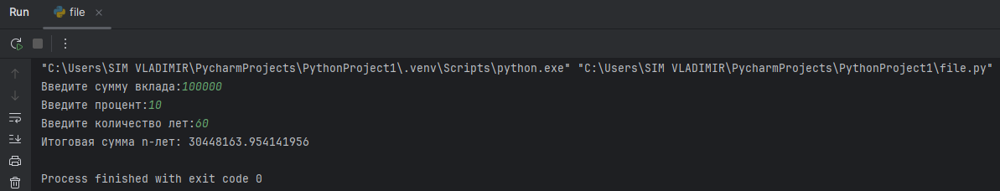 Run file
"C:\Users\SIM VLADIMIR\PycharmProjects\PythonProject1\.venv\Scripts\python.exe" "C:\Users\SIM VLADIMIR\PycharmProjects\PythonProject1\file.py"
Введите сумму вклада:100000
Введите процент:10
Введите количество лет:60
Итоговая сумма n-лет: 30448163.954141956
Process finished with exit code 0